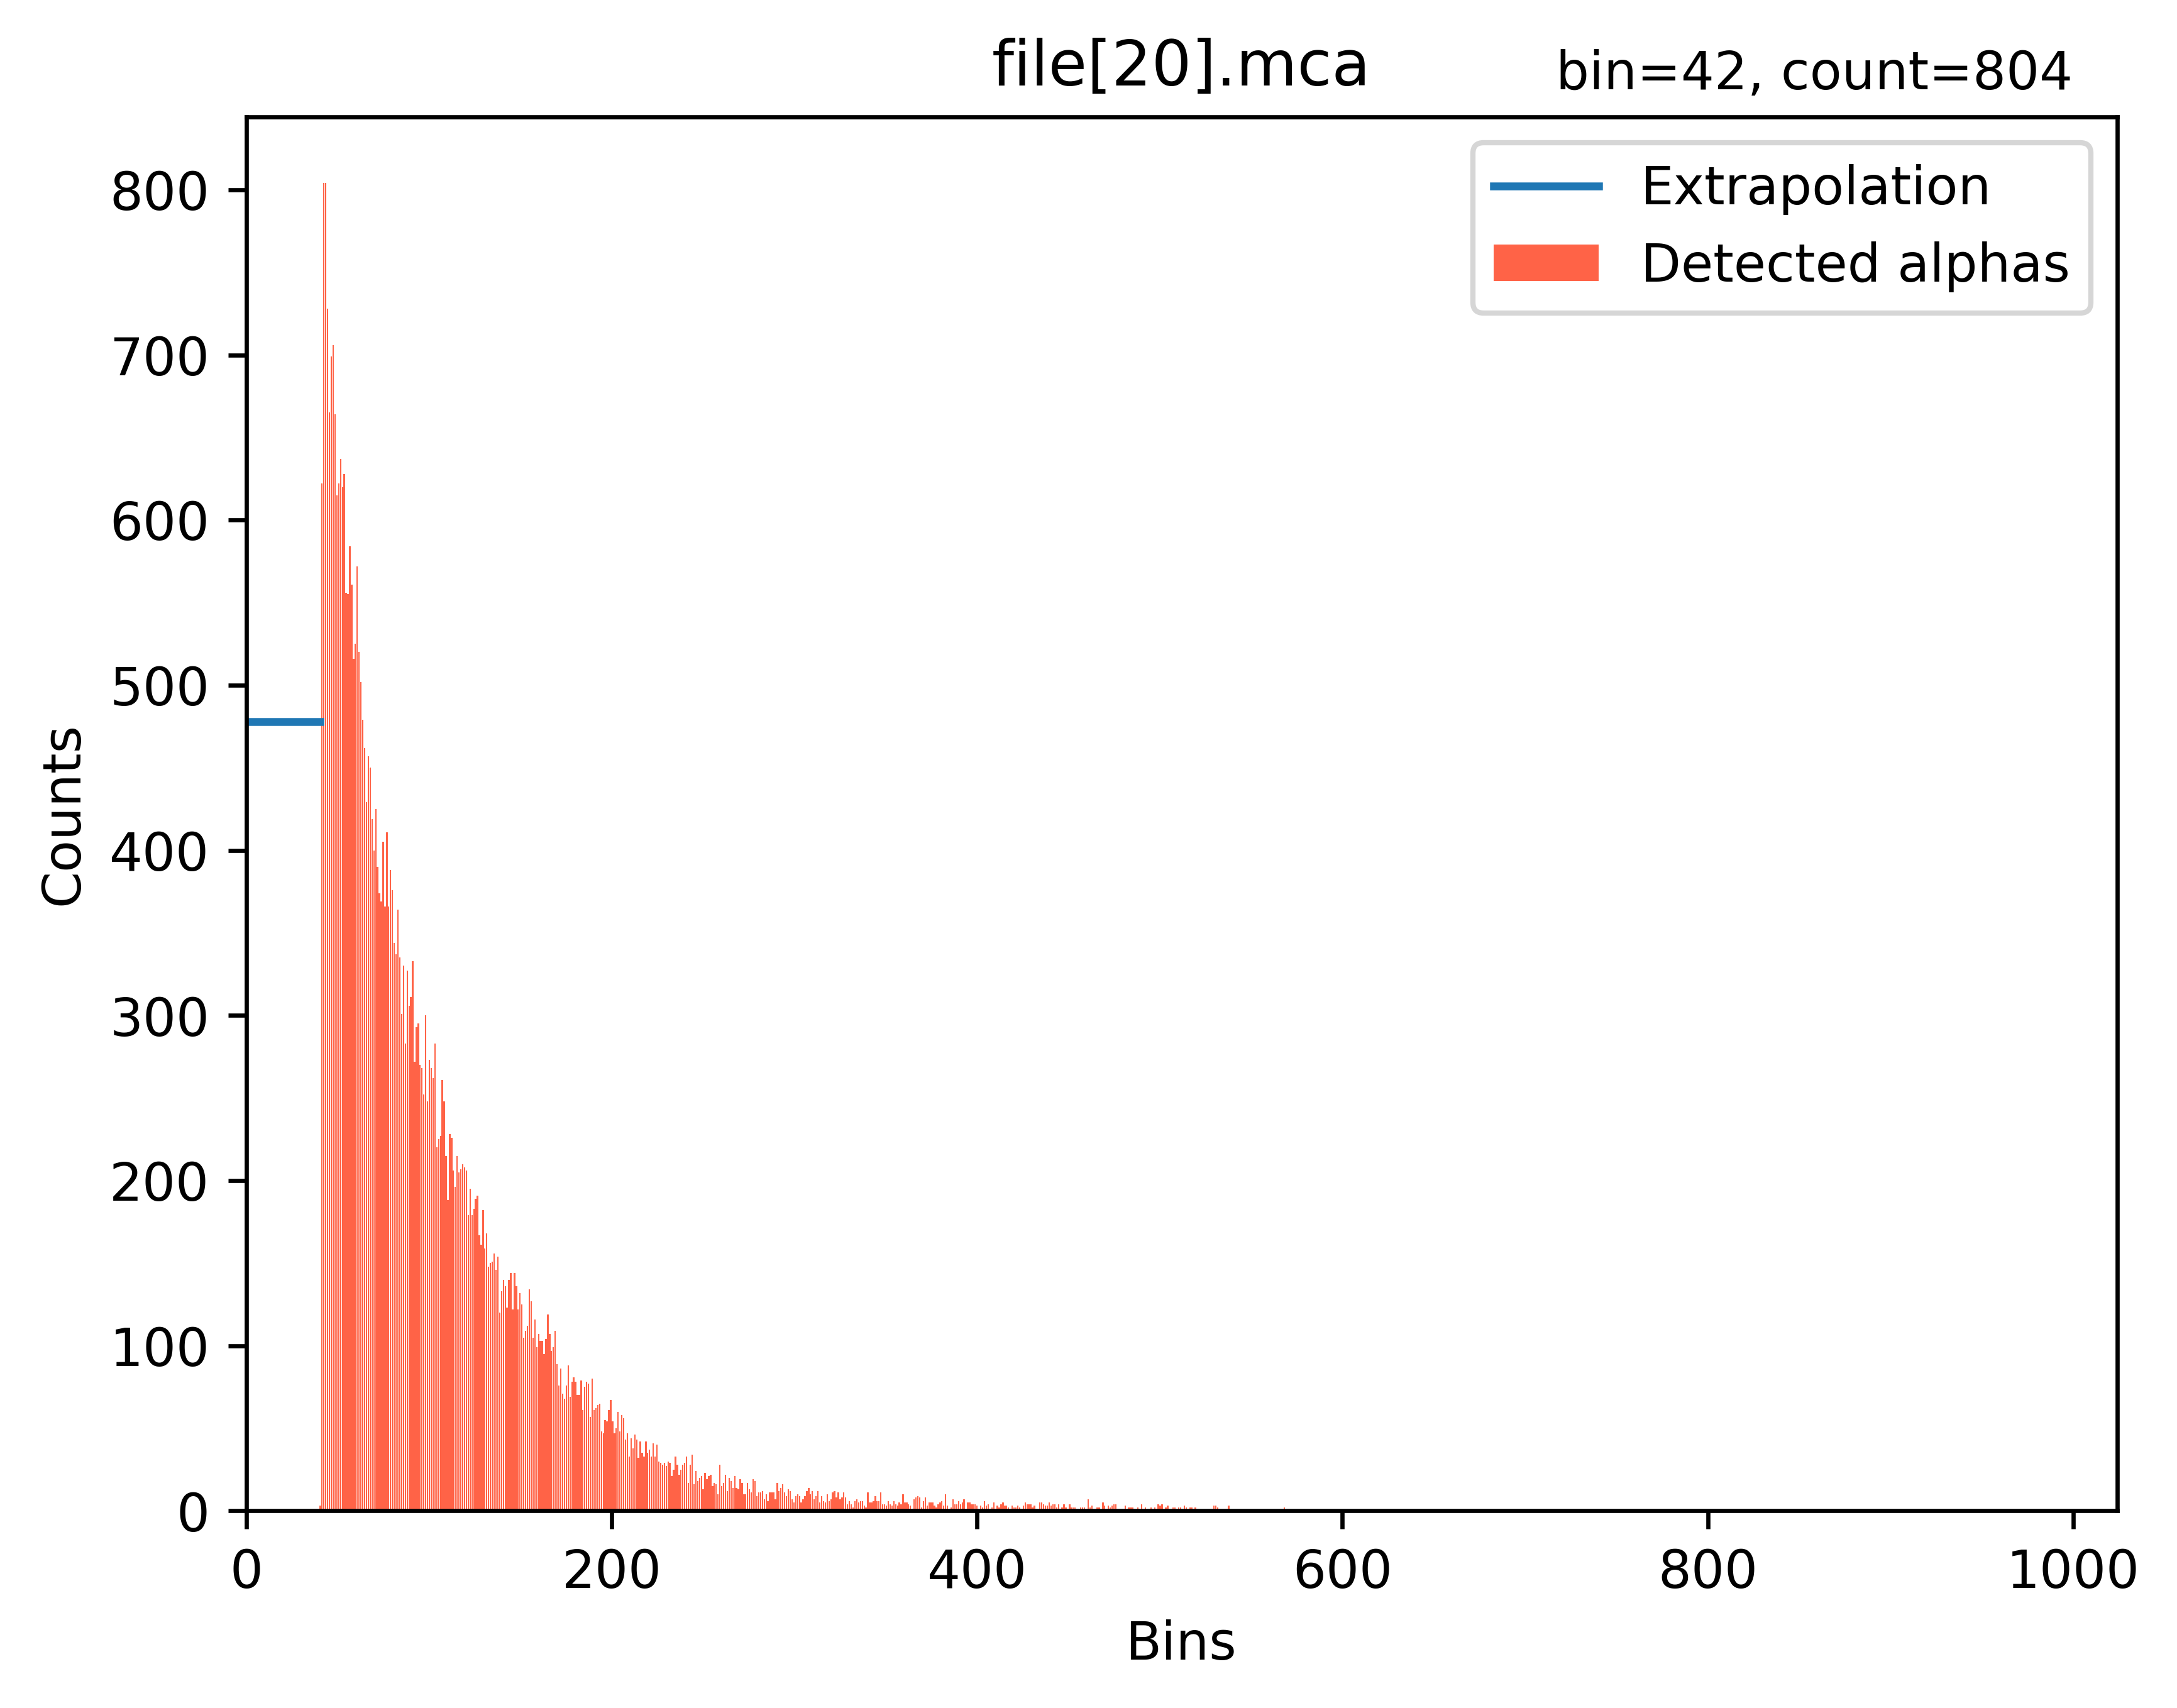 file[20].mca
bin=42, count=804
Extrapolation
Detected alphas
800
700
600
500
400
300
200
100
0
Counts
0 200 400 600 800 1000
Bins